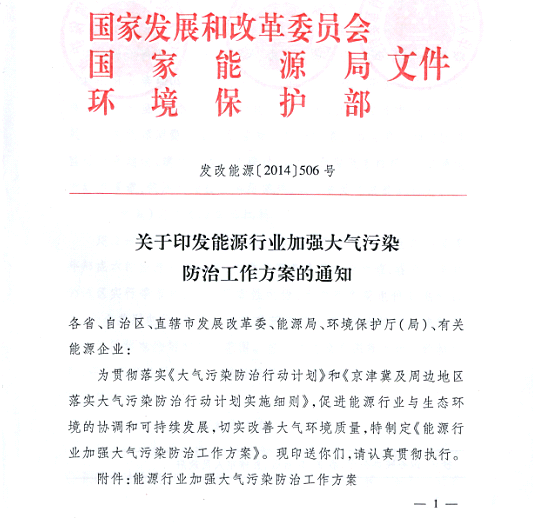 国家发展和改革委员会
国家能源局 文件
环境保护部
发改能源〔2014〕506号
关于印发能源行业加强大气污染
防治工作方案的通知
各省、自治区、直辖市发展改革委、能源局、环境保护厅(局)、有关
能源企业:
为贯彻落实《大气污染防治行动计划》和《京津冀及周边地区
落实大气污染防治行动计划实施细则》,促进能源行业与生态环
境的协调和可持续发展,切实改善大气环境质量,特制定《能源行
业加强大气污染防治工作方案》。现印送你们,请认真贯彻执行。
附件:能源行业加强大气污染防治工作方案
— 1 —